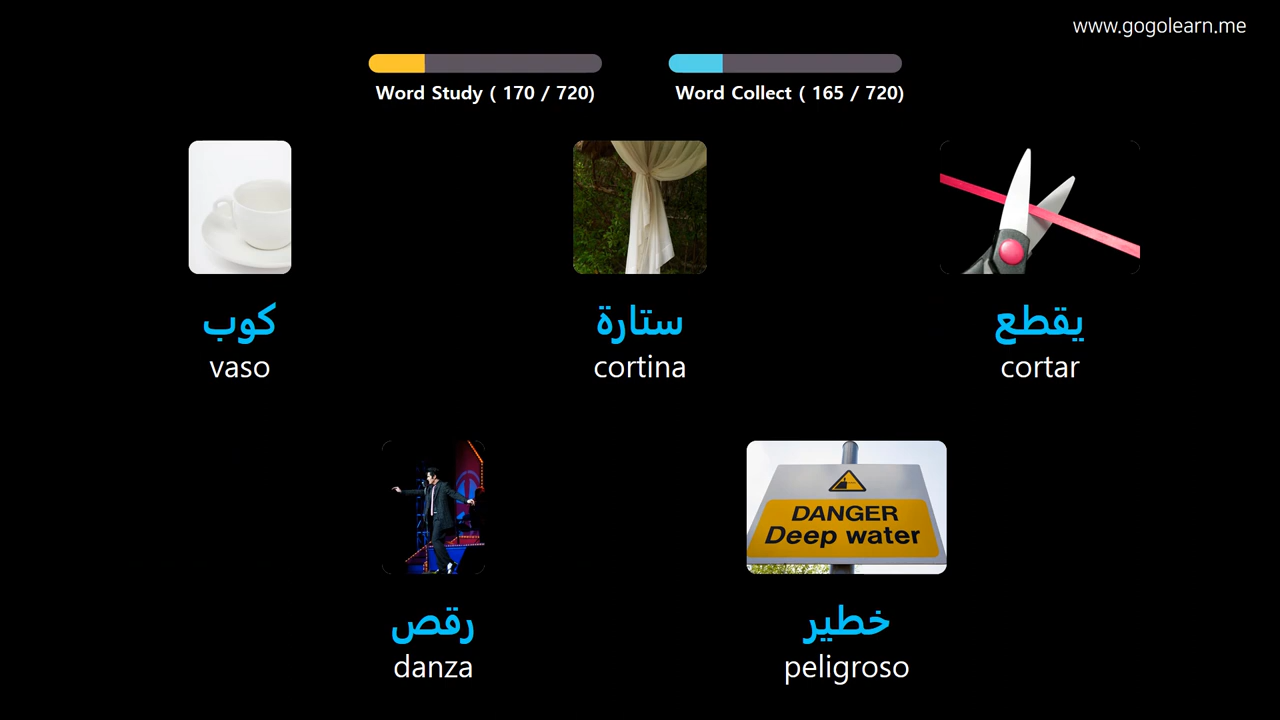 www.gogolearn.me
Word Study ( 170 / 720)
Word Collect ( 165 / 720)
كوب
vaso
ستارة
cortina
يقطع
cortar
DANGER
Deep water
رقص
danza
خطير
peligroso